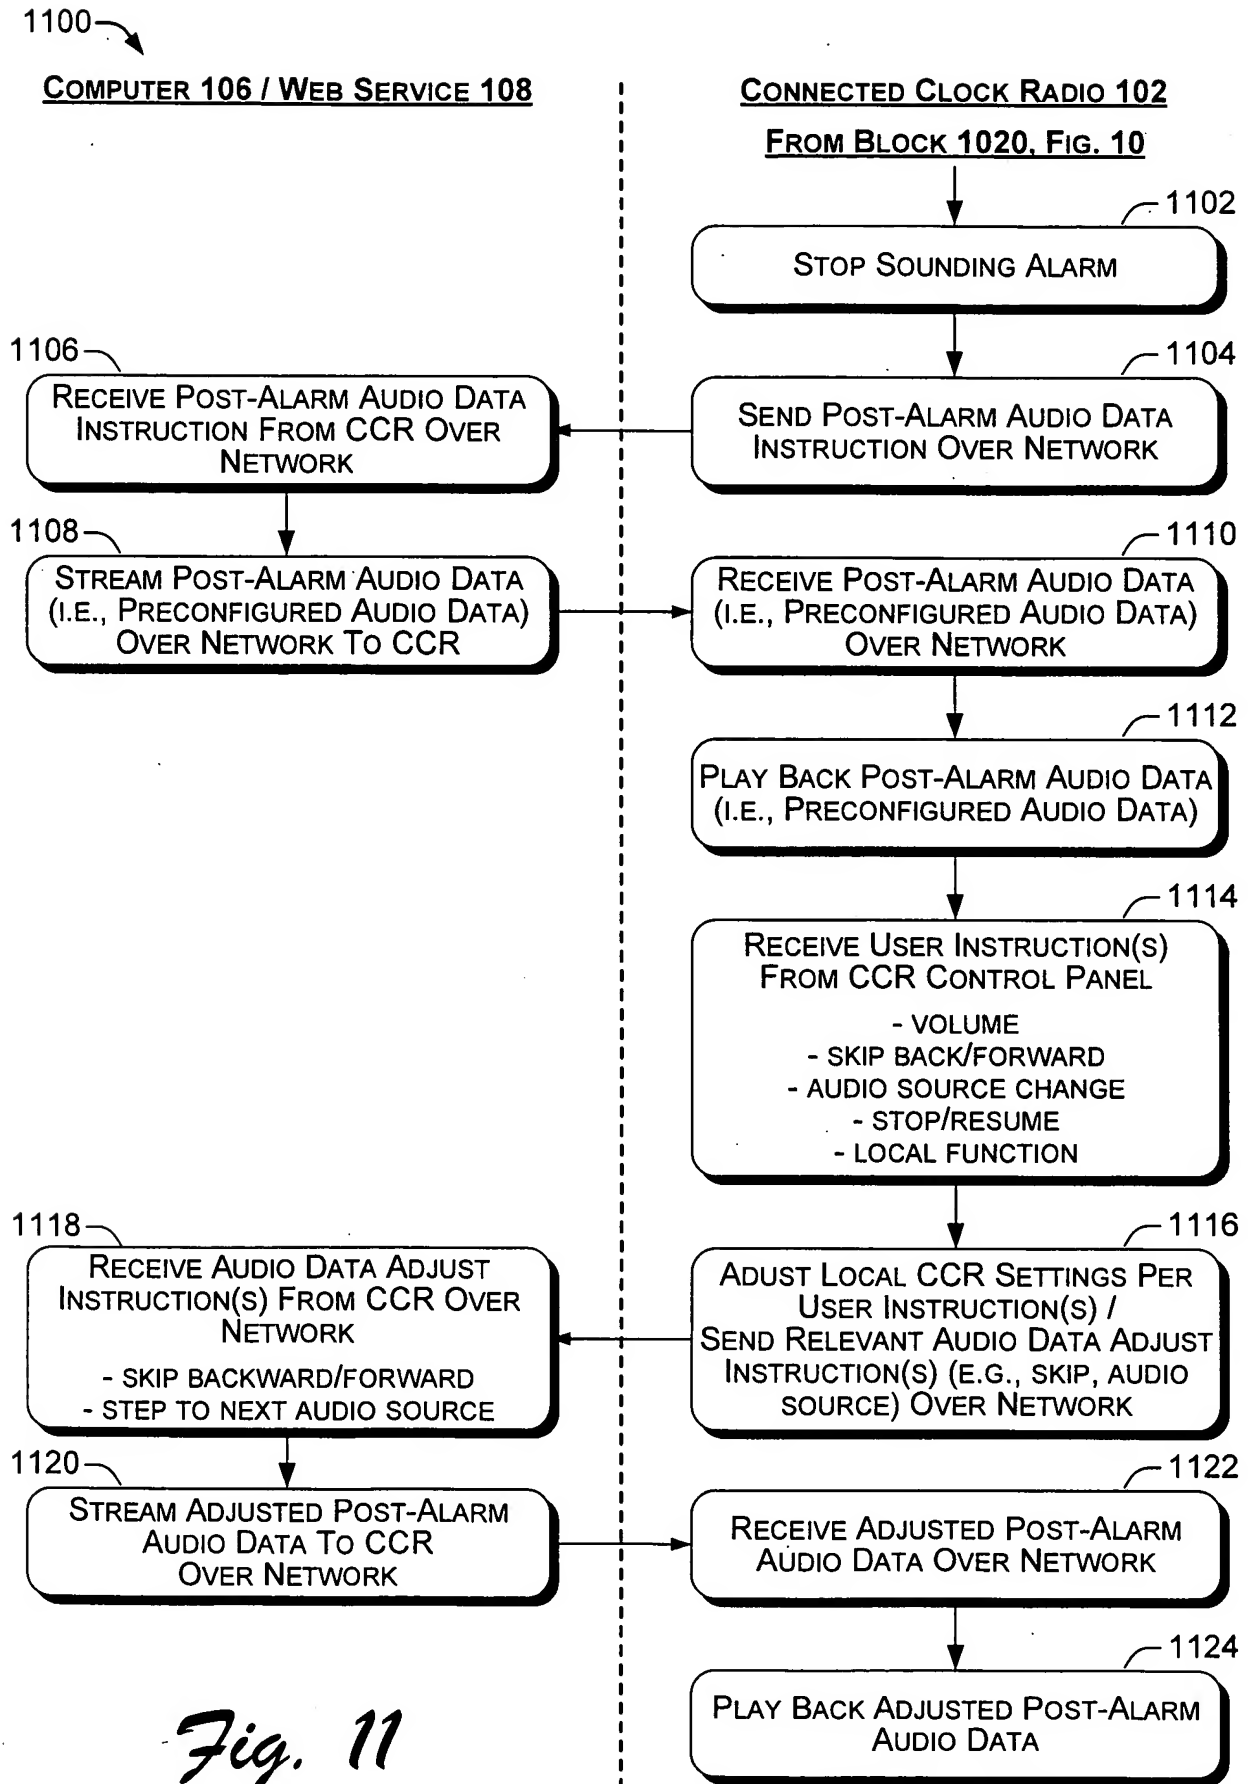 1100
COMPUTER 106 / WEB SERVICE 108
CONNECTED CLOCK RADIO 102
FROM BLOCK 1020, FIG. 10
1102
STOP SOUNDING ALARM
1104
SEND POST-ALARM AUDIO DATA
INSTRUCTION OVER NETWORK
1106
RECEIVE POST-ALARM AUDIO DATA
INSTRUCTION FROM CCR OVER
NETWORK
1108
STREAM POST-ALARM AUDIO DATA
(I.E., PRECONFIGURED AUDIO DATA)
OVER NETWORK TO CCR
1110
RECEIVE POST-ALARM AUDIO DATA
(I.E., PRECONFIGURED AUDIO DATA)
OVER NETWORK
1112
PLAY BACK POST-ALARM AUDIO DATA
(I.E., PRECONFIGURED AUDIO DATA)
1114
RECEIVE USER INSTRUCTION(S)
FROM CCR CONTROL PANEL
- VOLUME
- SKIP BACK/FORWARD
- AUDIO SOURCE CHANGE
- STOP/RESUME
- LOCAL FUNCTION
1116
ADUST LOCAL CCR SETTINGS PER
USER INSTRUCTION(S) /
SEND RELEVANT AUDIO DATA ADJUST
INSTRUCTION(S) (E.G., SKIP, AUDIO
SOURCE) OVER NETWORK
1118
RECEIVE AUDIO DATA ADJUST
INSTRUCTION(S) FROM CCR OVER
NETWORK
- SKIP BACKWARD/FORWARD
- STEP TO NEXT AUDIO SOURCE
1120
STREAM ADJUSTED POST-ALARM
AUDIO DATA TO CCR
OVER NETWORK
1122
RECEIVE ADJUSTED POST-ALARM
AUDIO DATA OVER NETWORK
1124
PLAY BACK ADJUSTED POST-ALARM
AUDIO DATA
Fig. 11